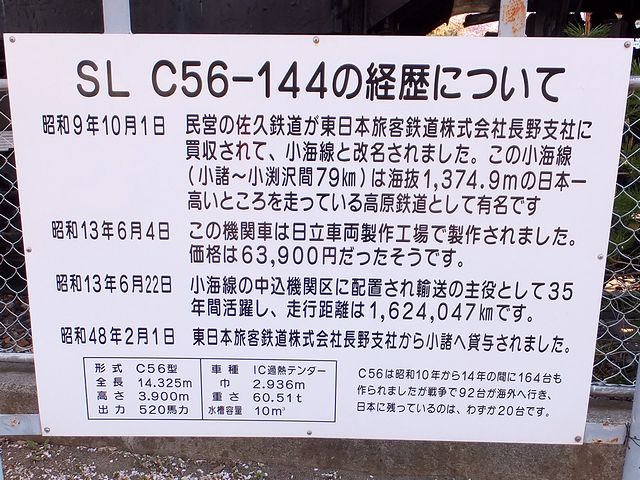 SL C56-144の経歴について
昭和9年10月1日 民営の佐久鉄道が東日本旅客鉄道株式会社長野支社に
買収されて、小海線と改名されました。この小海線
(小諸～小渕沢間79㎞)は海抜1,374.9mの日本一
高いところを走っている高原鉄道として有名です
昭和13年6月4日 この機関車は日立車両製作工場で製作されました。
価格は63,900円だったそうです。
昭和13年6月22日 小海線の中込機関区に配置され輸送の主役として35
年間活躍し、走行距離は1,624,047㎞です。
昭和48年2月1日 東日本旅客鉄道株式会社長野支社から小諸へ貸与されました。
形式 C56型 車種 IC過熱テンダー
全長 14.325m 巾 2.936m
高さ 3.900m 重さ 60.51t
出力 520馬力 水槽容量 10m³
C56は昭和10年から14年の間に164台も
作られましたが戦争で92台が海外へ行き、
日本に残っているのは、わずか20台です。